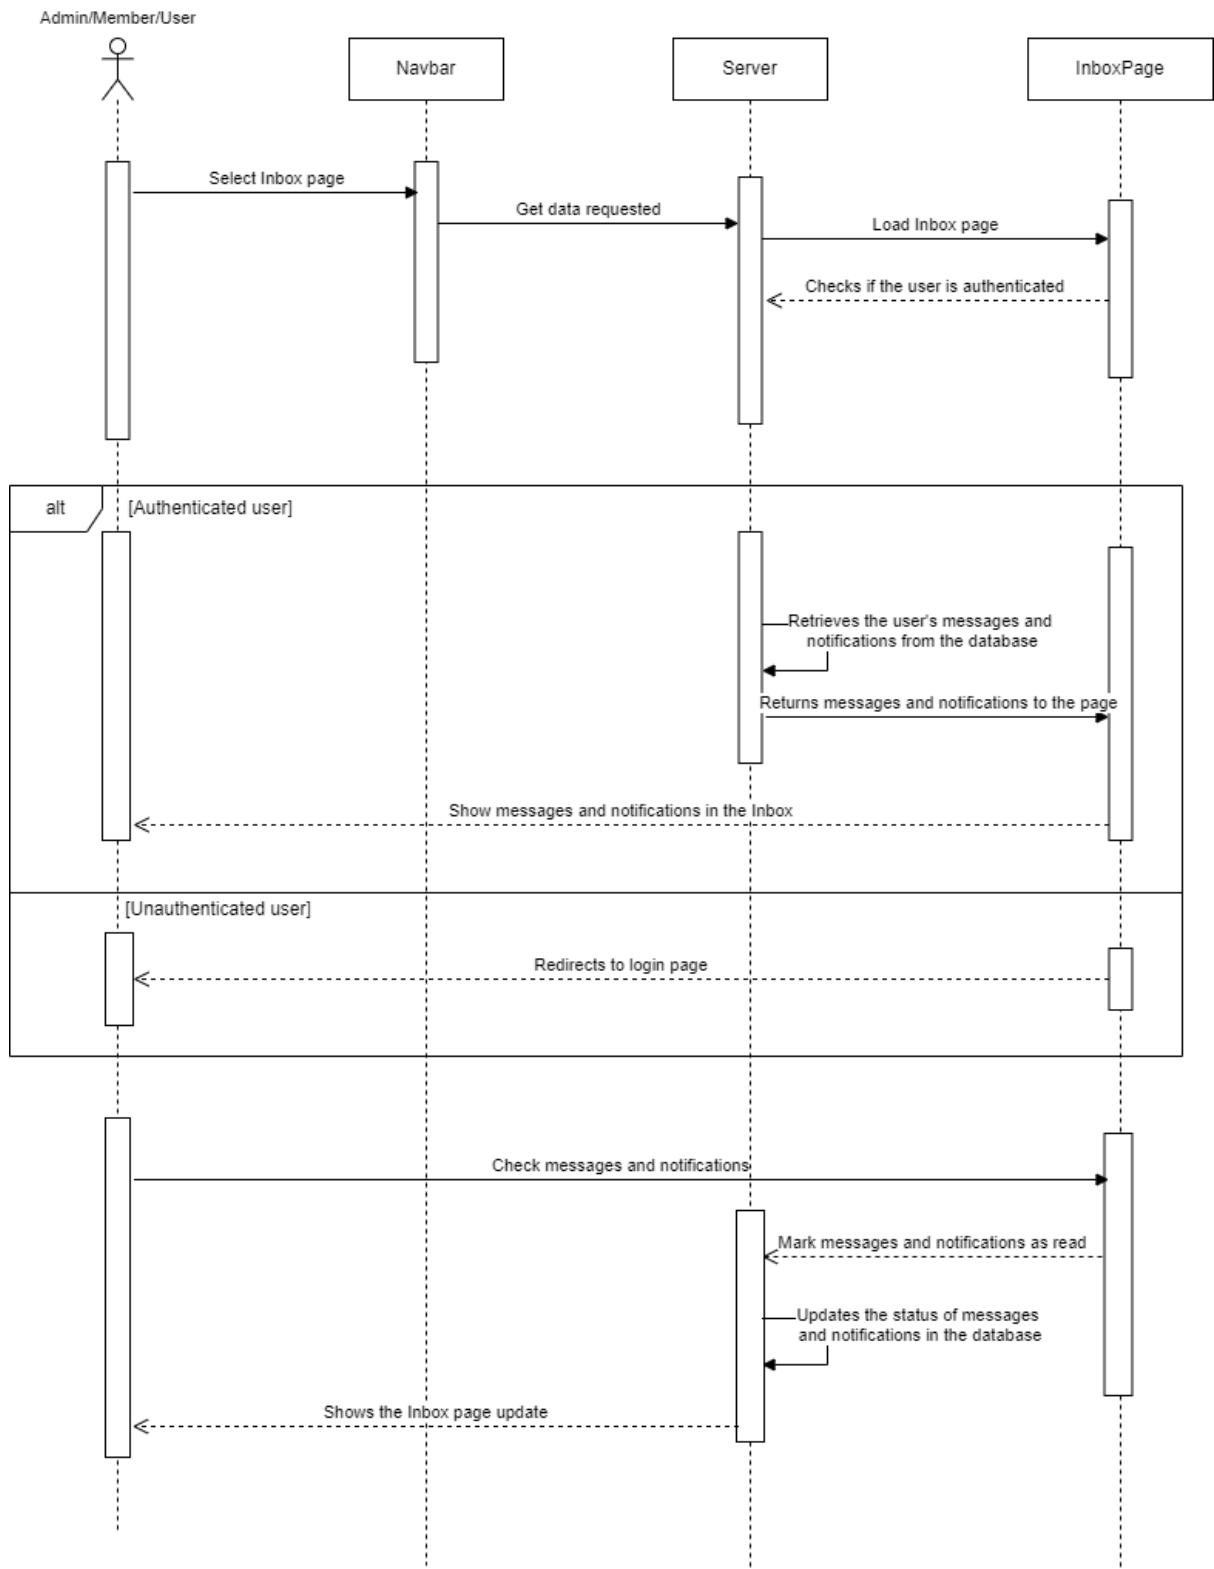 Admin/Member/User
Navbar
Server
InboxPage
Select Inbox page
Get data requested
Load Inbox page
Checks if the user is authenticated
alt
[Authenticated user]
Retrieves the user's messages and
notifications from the database
Returns messages and notifications to the page
Show messages and notifications in the Inbox
[Unauthenticated user]
Redirects to login page
Check messages and notifications
Mark messages and notifications as read
Updates the status of messages
and notifications in the database
Shows the Inbox page update